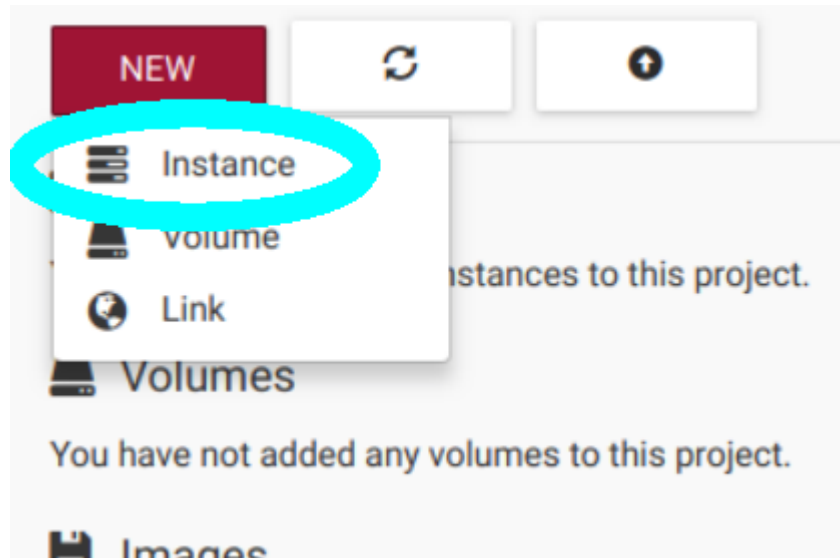 NEW
Instance
Volume
nstances to this project.
Link
Volumes
You have not added any volumes to this project.
Images